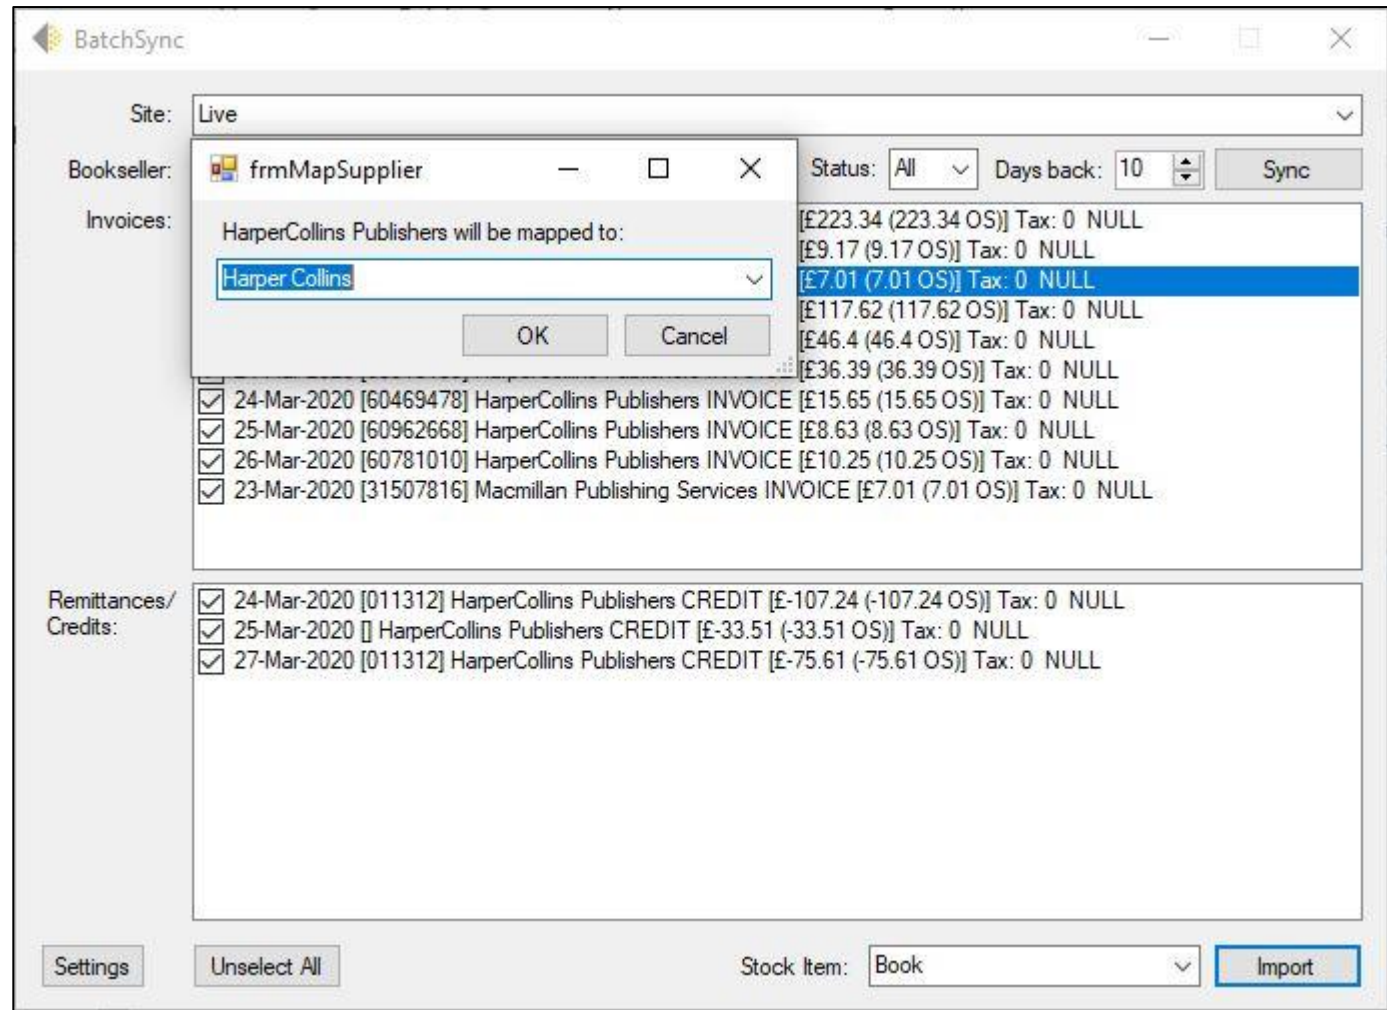 BatchSync
Site: Live
Bookseller: Status: All Days back: 10 Sync
frmMapSupplier
HarperCollins Publishers will be mapped to:
Harper Collins
OK Cancel
Invoices:
[£223.34 (223.34 OS)] Tax: 0 NULL
[£9.17 (9.17 OS)] Tax: 0 NULL
[£7.01 (7.01 OS)] Tax: 0 NULL
[£117.62 (117.62 OS)] Tax: 0 NULL
[£46.4 (46.4 OS)] Tax: 0 NULL
[£36.39 (36.39 OS)] Tax: 0 NULL
24-Mar-2020 [60469478] HarperCollins Publishers INVOICE [£15.65 (15.65 OS)] Tax: 0 NULL
25-Mar-2020 [60962668] HarperCollins Publishers INVOICE [£8.63 (8.63 OS)] Tax: 0 NULL
26-Mar-2020 [60781010] HarperCollins Publishers INVOICE [£10.25 (10.25 OS)] Tax: 0 NULL
23-Mar-2020 [31507816] Macmillan Publishing Services INVOICE [£7.01 (7.01 OS)] Tax: 0 NULL
Remittances/
Credits:
24-Mar-2020 [011312] HarperCollins Publishers CREDIT [£-107.24 (-107.24 OS)] Tax: 0 NULL
25-Mar-2020 [] HarperCollins Publishers CREDIT [£-33.51 (-33.51 OS)] Tax: 0 NULL
27-Mar-2020 [011312] HarperCollins Publishers CREDIT [£-75.61 (-75.61 OS)] Tax: 0 NULL
Settings Unselect All Stock Item: Book Import